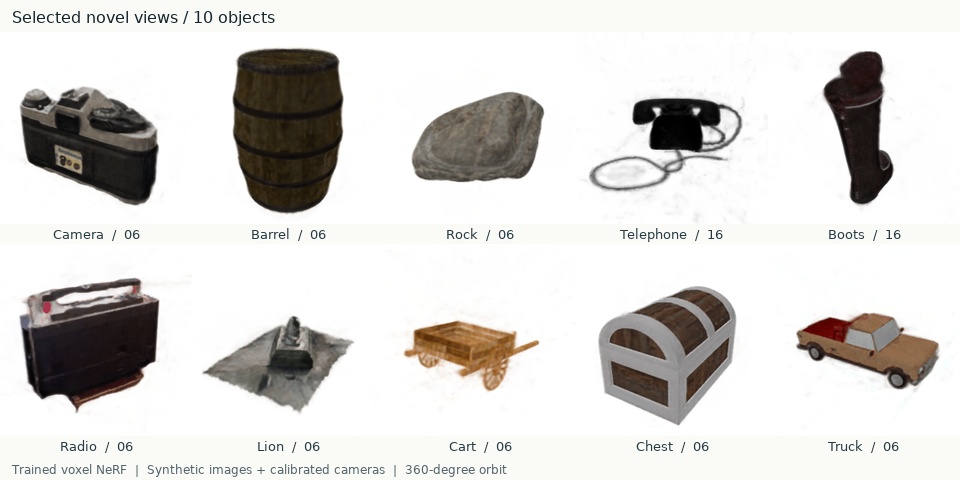 Selected novel views / 10 objects
Camera / 06
Barrel / 06
Rock / 06
Telephone / 16
Boots / 16
Radio / 06
Lion / 06
Cart / 06
Chest / 06
Truck / 06
Trained voxel NeRF | Synthetic images + calibrated cameras | 360-degree orbit